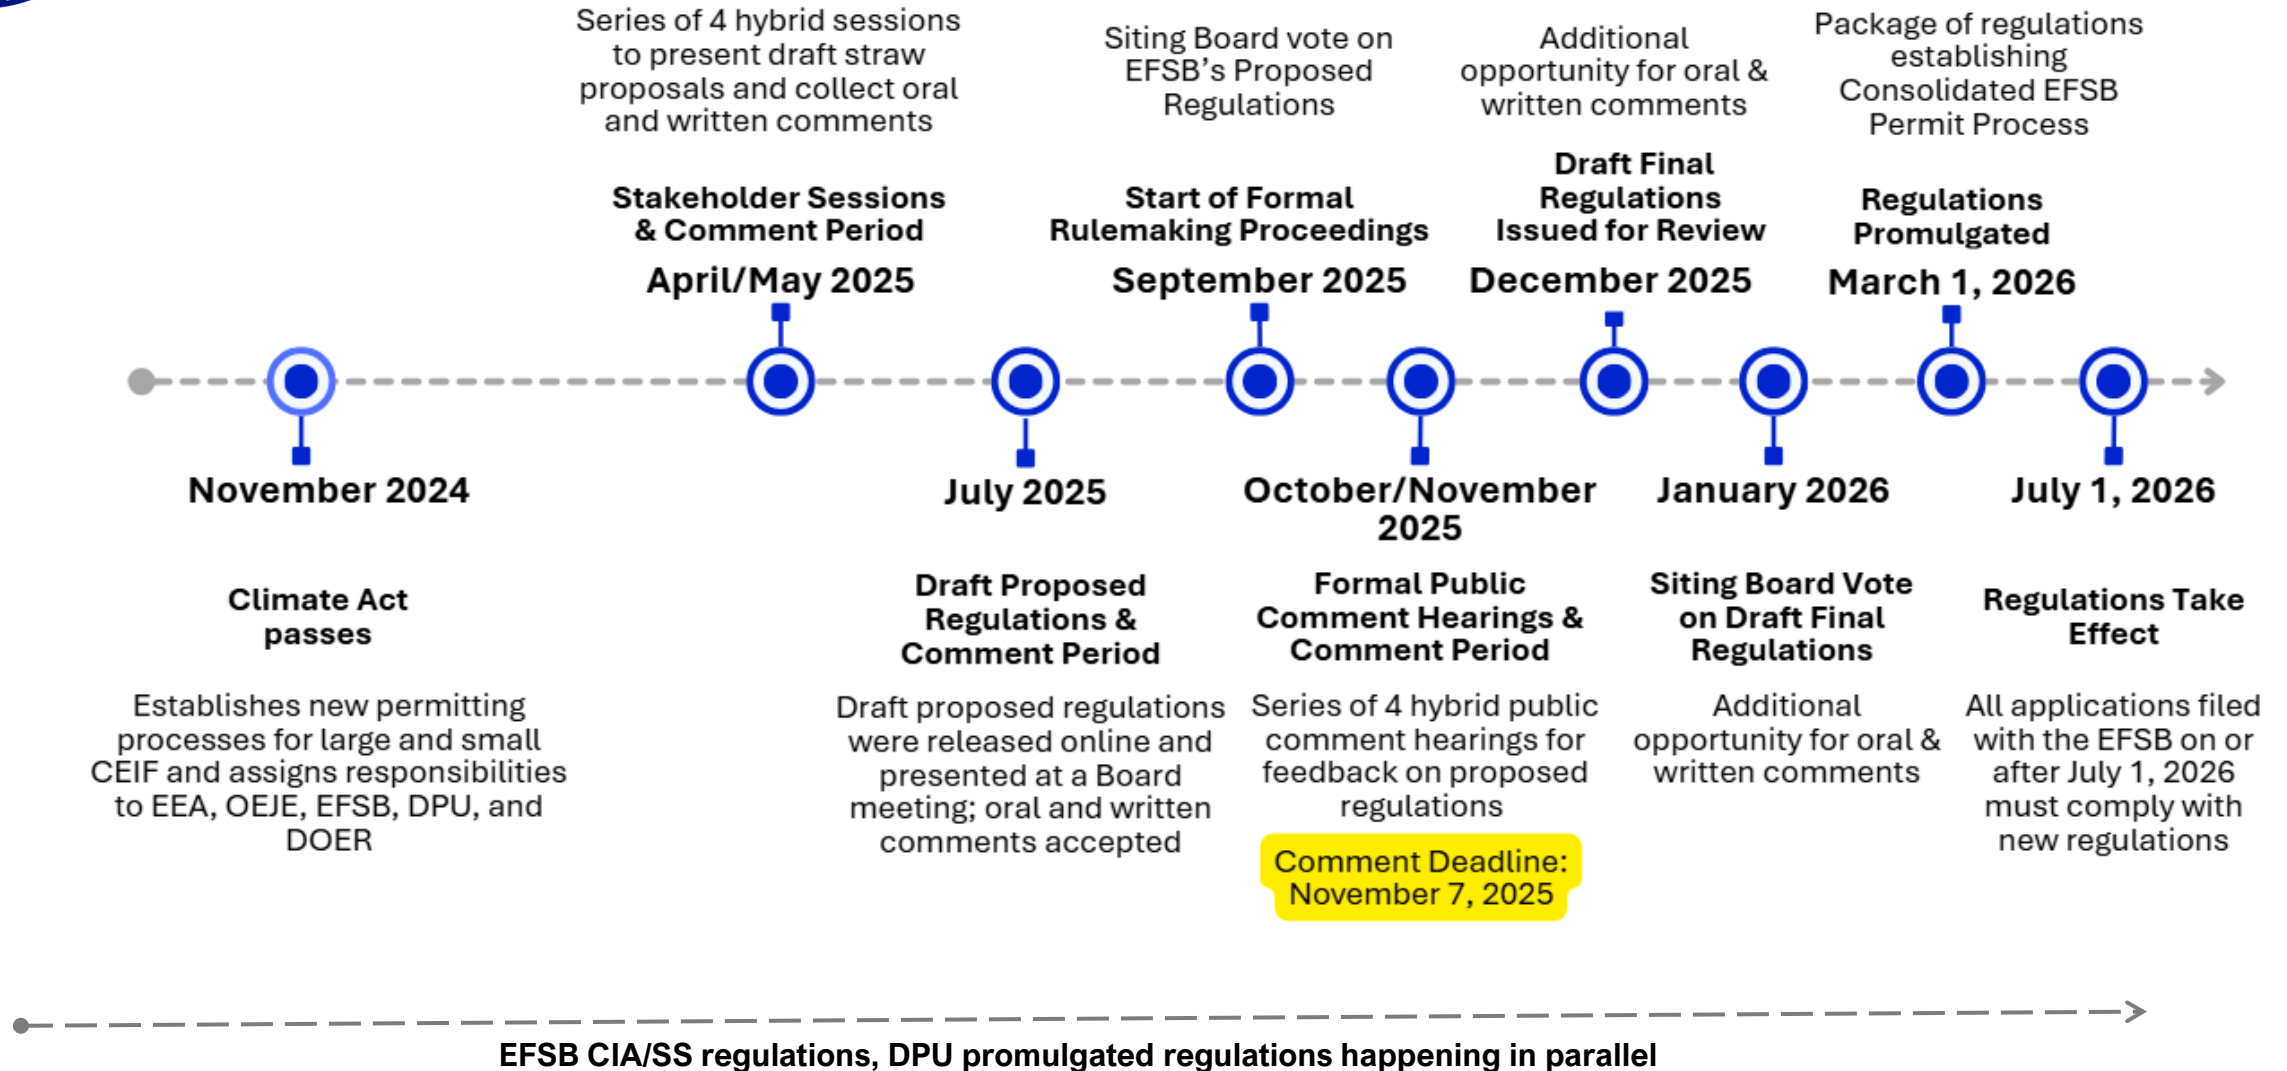 Series of 4 hybrid sessions
to present draft straw
proposals and collect oral
and written comments
Stakeholder Sessions
& Comment Period
April/May 2025
Siting Board vote on
EFSB’s Proposed
Regulations
Start of Formal
Rulemaking Proceedings
September 2025
Additional
opportunity for oral &
written comments
Draft Final
Regulations
Issued for Review
December 2025
Package of regulations
establishing
Consolidated EFSB
Permit Process
Regulations
Promulgated
March 1, 2026
November 2024
Climate Act
passes
Establishes new permitting
processes for large and small
CEIF and assigns responsibilities
to EEA, OEJE, EFSB, DPU, and
DOER
July 2025
Draft Proposed
Regulations &
Comment Period
Draft proposed regulations
were released online and
presented at a Board
meeting; oral and written
comments accepted
October/November
2025
Formal Public
Comment Hearings &
Comment Period
Series of 4 hybrid public
comment hearings for
feedback on proposed
regulations
Comment Deadline:
November 7, 2025
January 2026
Siting Board Vote
on Draft Final
Regulations
Additional
opportunity for oral &
written comments
July 1, 2026
Regulations Take
Effect
All applications filed
with the EFSB on or
after July 1, 2026
must comply with
new regulations
EFSB CIA/SS regulations, DPU promulgated regulations happening in parallel